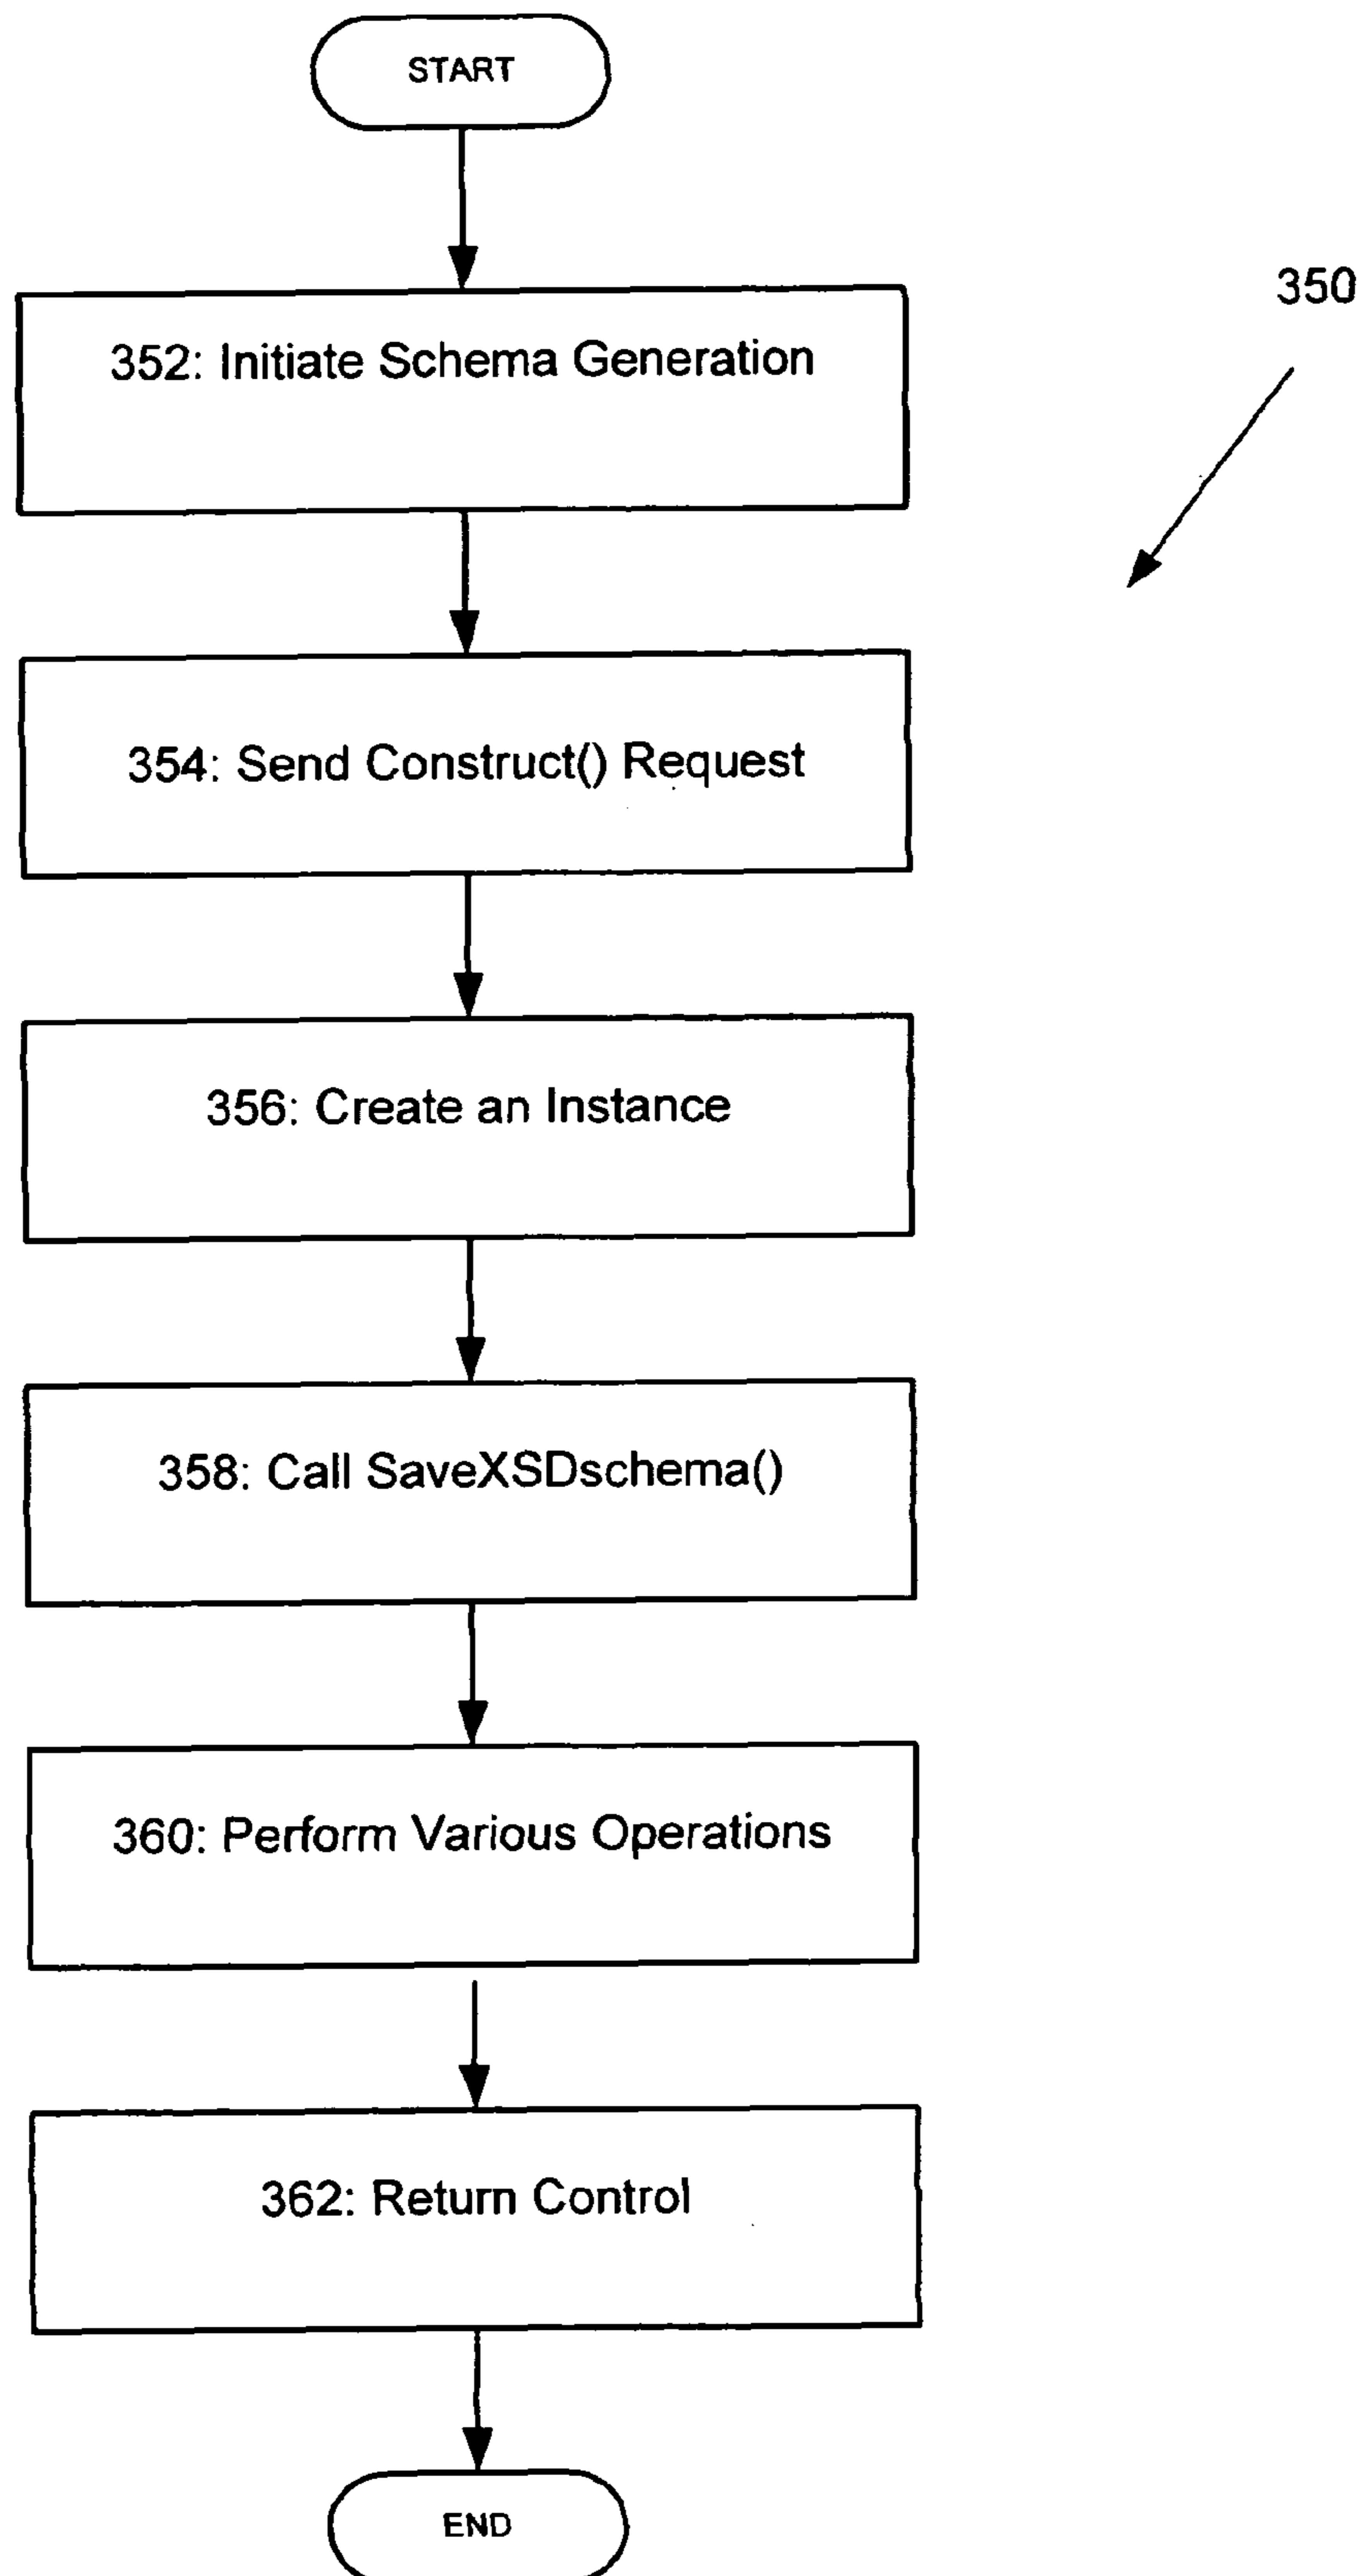 START
350
352: Initiate Schema Generation
354: Send Construct() Request
356: Create an Instance
358: Call SaveXSDschema()
360: Perform Various Operations
362: Return Control
END